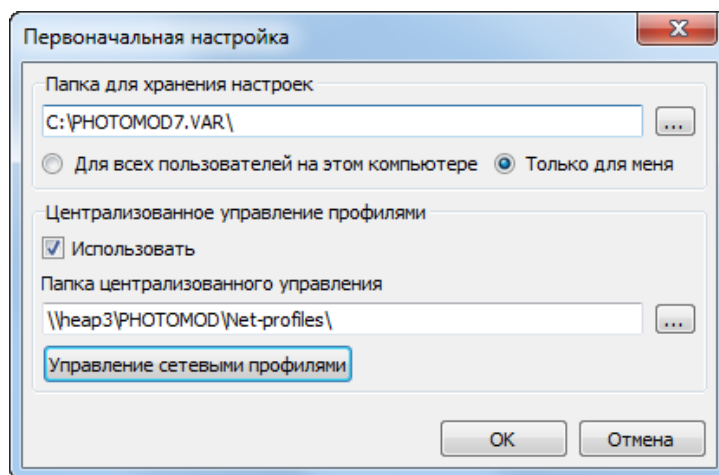 Первоначальная настройка
Папка для хранения настроек
C:\PHOTOMOD7.VAR\
...
Для всех пользователей на этом компьютере Только для меня
Централизованное управление профилями
Использовать
Папка централизованного управления
\\heap3\PHOTOMOD\Net-profiles\
...
Управление сетевыми профилями
OK Отмена